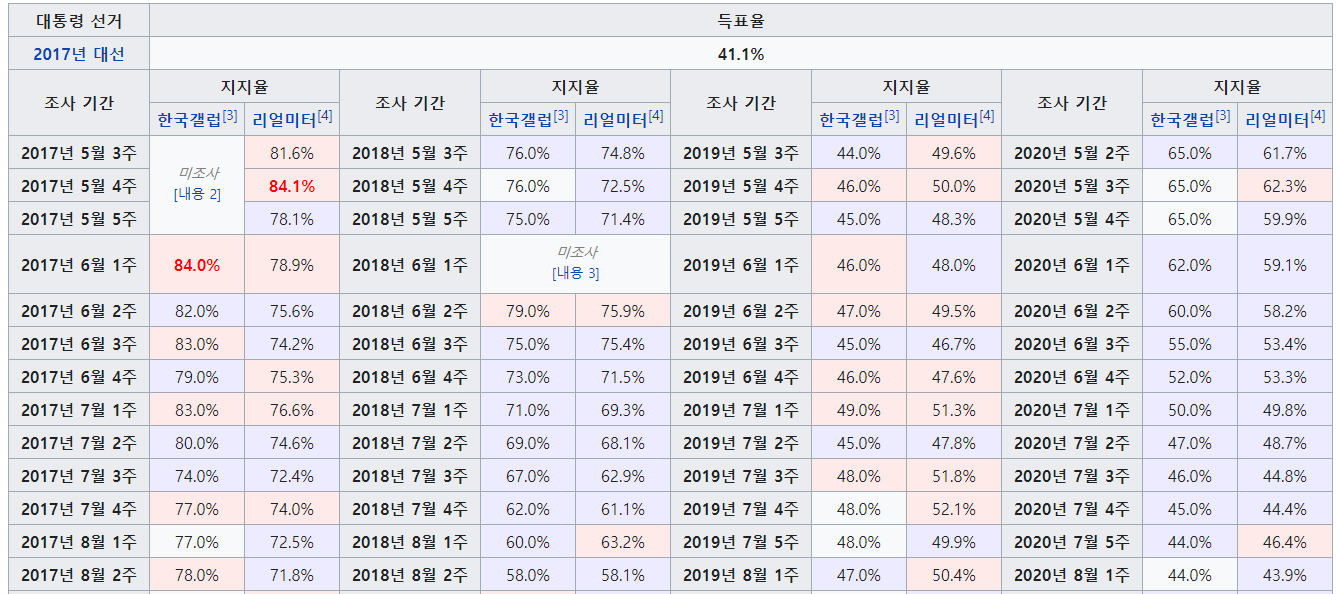 대통령 선거 득표율
2017년 대선 41.1%
조사 기간 지지율 조사 기간 지지율 조사 기간 지지율 조사 기간 지지율
한국갤럽[3] 리얼미터[4] 한국갤럽[3] 리얼미터[4] 한국갤럽[3] 리얼미터[4] 한국갤럽[3] 리얼미터[4]
2017년 5월 3주 미조사 81.6% 2018년 5월 3주 76.0% 74.8% 2019년 5월 3주 44.0% 49.6% 2020년 5월 2주 65.0% 61.7%
2017년 5월 4주 [내용 2] 84.1% 2018년 5월 4주 76.0% 72.5% 2019년 5월 4주 46.0% 50.0% 2020년 5월 3주 65.0% 62.3%
2017년 5월 5주 78.1% 2018년 5월 5주 75.0% 71.4% 2019년 5월 5주 45.0% 48.3% 2020년 5월 4주 65.0% 59.9%
2017년 6월 1주 84.0% 78.9% 2018년 6월 1주 미조사 [내용 3] 2019년 6월 1주 46.0% 48.0% 2020년 6월 1주 62.0% 59.1%
2017년 6월 2주 82.0% 75.6% 2018년 6월 2주 79.0% 75.9% 2019년 6월 2주 47.0% 49.5% 2020년 6월 2주 60.0% 58.2%
2017년 6월 3주 83.0% 74.2% 2018년 6월 3주 75.0% 75.4% 2019년 6월 3주 45.0% 46.7% 2020년 6월 3주 55.0% 53.4%
2017년 6월 4주 79.0% 75.3% 2018년 6월 4주 73.0% 71.5% 2019년 6월 4주 46.0% 47.6% 2020년 6월 4주 52.0% 53.3%
2017년 7월 1주 83.0% 76.6% 2018년 7월 1주 71.0% 69.3% 2019년 7월 1주 49.0% 51.3% 2020년 7월 1주 50.0% 49.8%
2017년 7월 2주 80.0% 74.6% 2018년 7월 2주 69.0% 68.1% 2019년 7월 2주 45.0% 47.8% 2020년 7월 2주 47.0% 48.7%
2017년 7월 3주 74.0% 72.4% 2018년 7월 3주 67.0% 62.9% 2019년 7월 3주 48.0% 51.8% 2020년 7월 3주 46.0% 44.8%
2017년 7월 4주 77.0% 74.0% 2018년 7월 4주 62.0% 61.1% 2019년 7월 4주 48.0% 52.1% 2020년 7월 4주 45.0% 44.4%
2017년 8월 1주 77.0% 72.5% 2018년 8월 1주 60.0% 63.2% 2019년 7월 5주 48.0% 49.9% 2020년 7월 5주 44.0% 46.4%
2017년 8월 2주 78.0% 71.8% 2018년 8월 2주 58.0% 58.1% 2019년 8월 1주 47.0% 50.4% 2020년 8월 1주 44.0% 43.9%